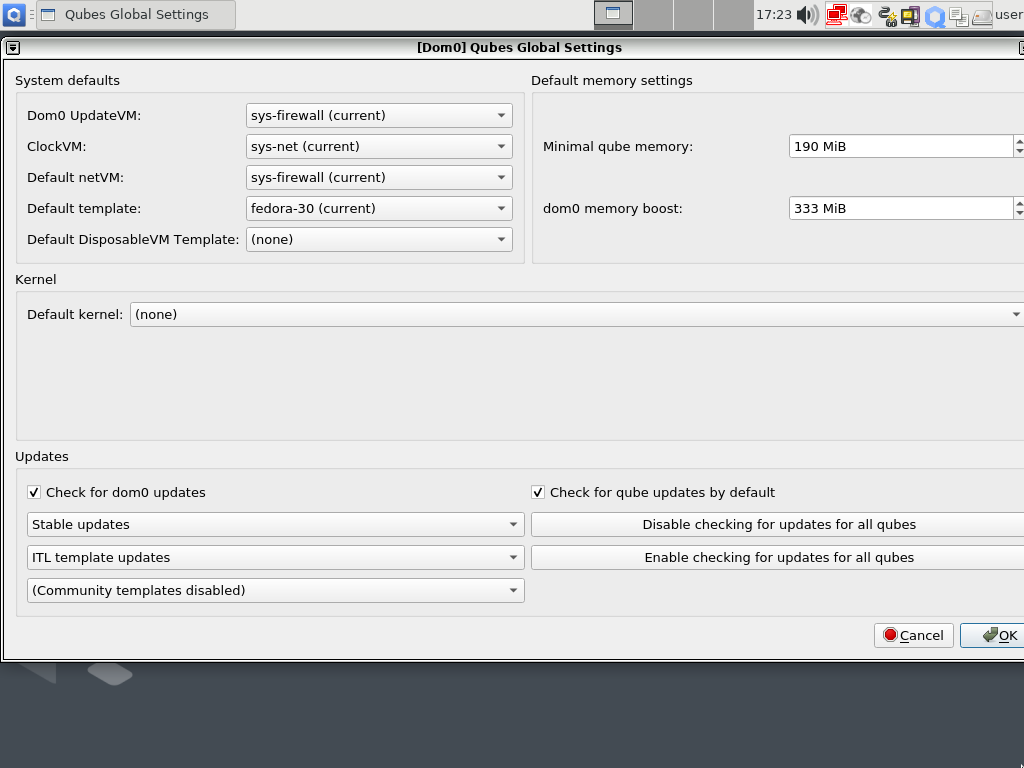 Qubes Global Settings
17:23
user
[Dom0] Qubes Global Settings
System defaults
Dom0 UpdateVM:
sys-firewall (current)
ClockVM:
sys-net (current)
Default netVM:
sys-firewall (current)
Default template:
fedora-30 (current)
Default DisposableVM Template:
(none)
Default memory settings
Minimal qube memory:
190 MiB
dom0 memory boost:
333 MiB
Kernel
Default kernel:
(none)
Updates
Check for dom0 updates
Check for qube updates by default
Stable updates
Disable checking for updates for all qubes
ITL template updates
Enable checking for updates for all qubes
(Community templates disabled)
Cancel
OK